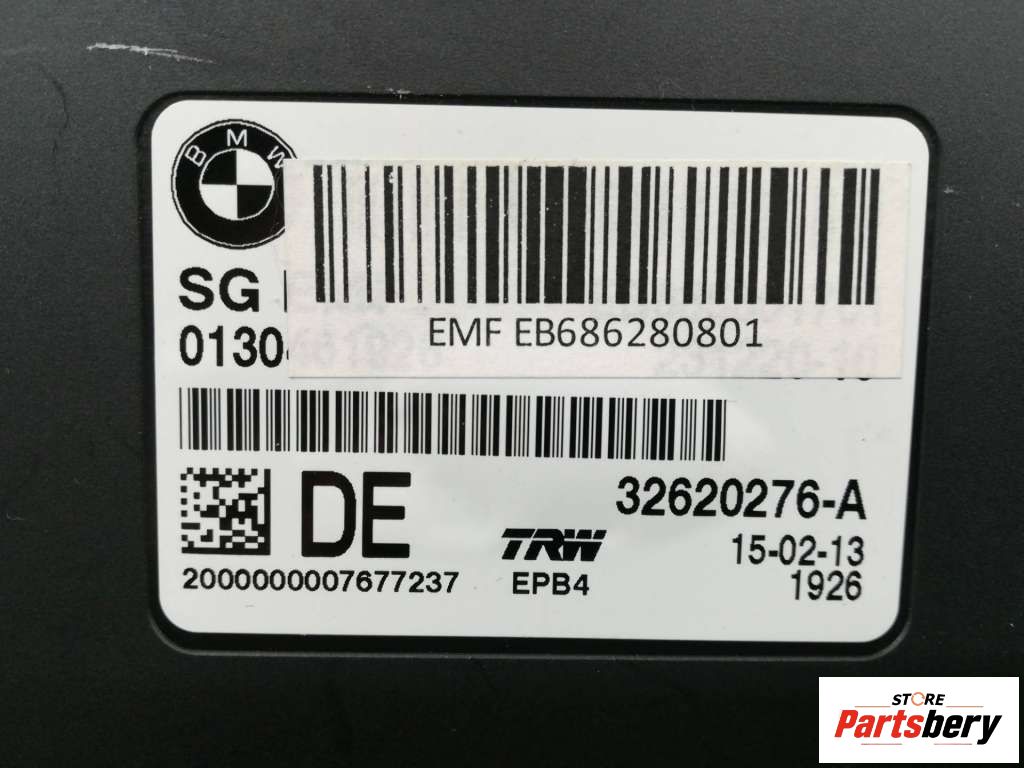 BMW
SG
EMF EB686280801
0130
DE
32620276-A
TRW
15-02-13
2000000007677237
EPB4
1926
STORE
Partsbery